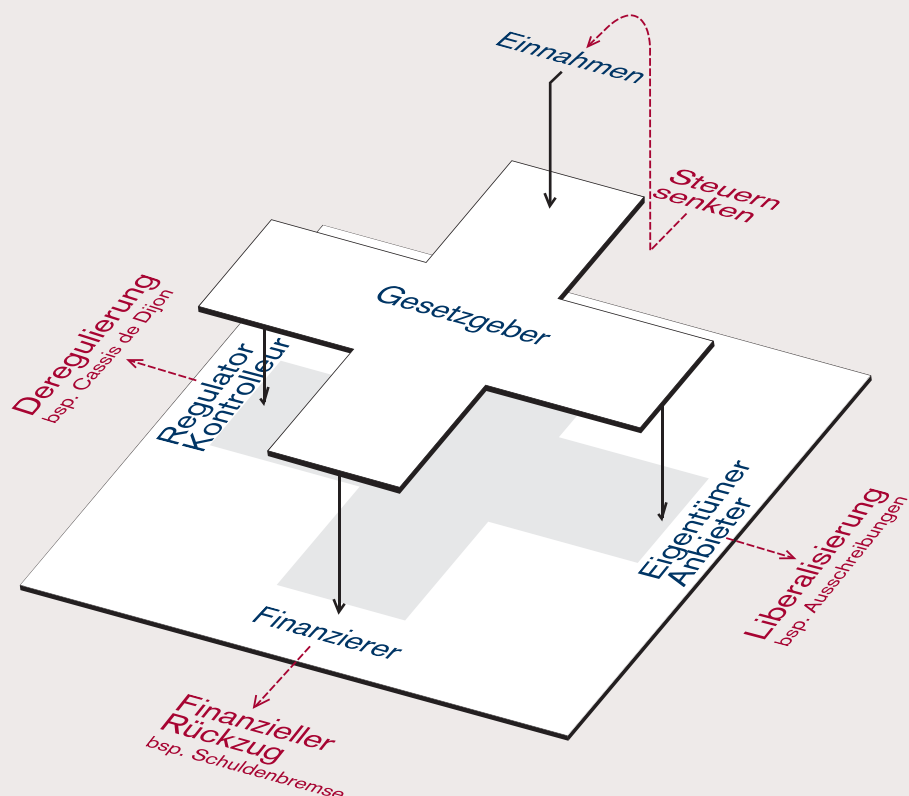 Einnahmen
Steuern
senken
Gesetzgeber
Deregulierung
bsp. Cassis de Dijon
Regulator
Kontrolleur
Eigentümer
Anbieter
Liberalisierung
bsp. Ausschreibungen
Finanzierer
Finanzieller
Rückzug
bsp. Schuldenbremse